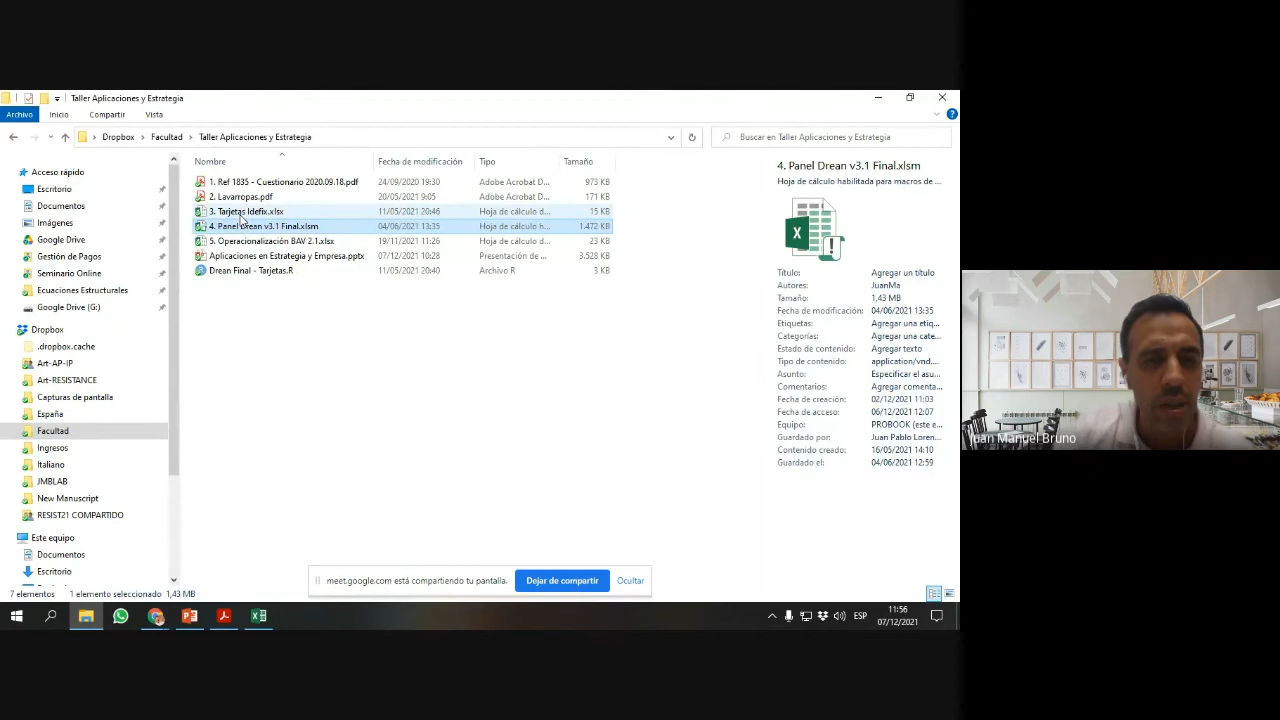 Taller Aplicaciones y Estrategia
Archivo Inicio Compartir Vista
Dropbox Facultad Taller Aplicaciones y Estrategia
Buscar en Taller Aplicaciones y Estrategia
Acceso rápido
Escritorio
Documentos
Imágenes
Google Drive
Gestión de Pagos
Seminario Online
Ecuaciones Estructurales
Google Drive (G:)
Dropbox
.dropbox.cache
Art-AP-IP
Art-RESISTANCE
Capturas de pantalla
España
Facultad
Ingresos
Italiano
JMBLAB
New Manuscript
RESIST21 COMPARTIDO
Este equipo
Documentos
Escritorio
Nombre Fecha de modificación Tipo Tamaño
1. Ref 1835 - Cuestionario 2020.09.18.pdf 24/09/2020 19:30 Adobe Acrobat D... 973 KB
2. Lavarropas.pdf 20/05/2021 9:05 Adobe Acrobat D... 171 KB
3. Tarjetas Idefix.xlsx 11/05/2021 20:46 Hoja de cálculo d... 15 KB
4. Panel Drean v3.1 Final.xlsm 04/06/2021 13:35 Hoja de cálculo h... 1.472 KB
5. Operacionalización BAV 2.1.xlsx 19/11/2021 11:26 Hoja de cálculo d... 23 KB
Aplicaciones en Estrategia y Empresa.pptx 07/12/2021 10:28 Presentación de ... 3.528 KB
Drean Final - Tarjetas.R 11/05/2021 20:40 Archivo R 3 KB
4. Panel Drean v3.1 Final.xlsm
Hoja de cálculo habilitada para macros de ...
Título: Agregar un título
Autores: JuanMa
Tamaño: 1,43 MB
Fecha de modificación: 04/06/2021 13:35
Etiquetas: Agregar una etiq...
Categorías: Agregar una cate...
Estado de contenido: Agregar texto
Tipo de contenido: application/vnd....
Asunto: Especificar el asu...
Comentarios: Agregar comenta...
Fecha de creación: 02/12/2021 11:03
Fecha de acceso: 06/12/2021 12:07
Equipo: PROBOOK (este e...
Guardado por: Juan Pablo Loren...
Contenido creado: 16/05/2021 14:10
Guardado el: 04/06/2021 12:59
Juan Manuel Bruno
meet.google.com está compartiendo tu pantalla. Dejar de compartir Ocultar
7 elementos 1 elemento seleccionado 1,43 MB
ESP
11:56
07/12/2021